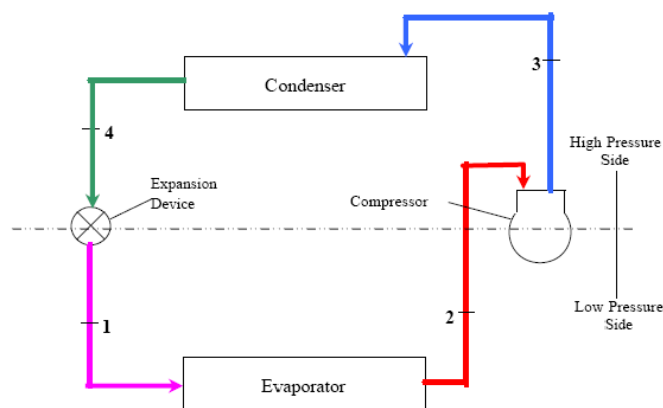 3
Condenser
4
High Pressure
Side
Expansion
Device
Compressor
1
2
Low Pressure
Side
Evaporator